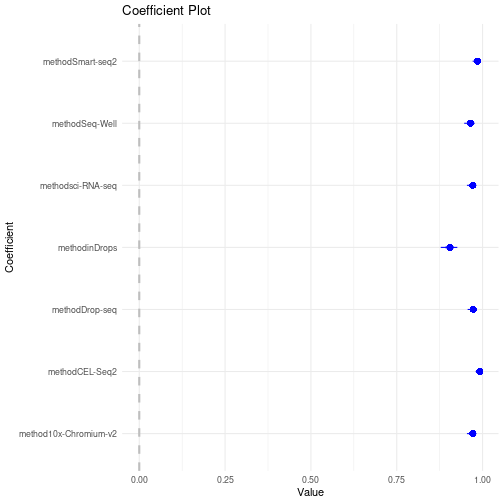 Coefficient Plot
methodSmart-seq2
methodSeq-Well
methodsci-RNA-seq
methodinDrops
methodDrop-seq
methodCEL-Seq2
method10x-Chromium-v2
Coefficient
0.00 0.25 0.50 0.75 1.00
Value